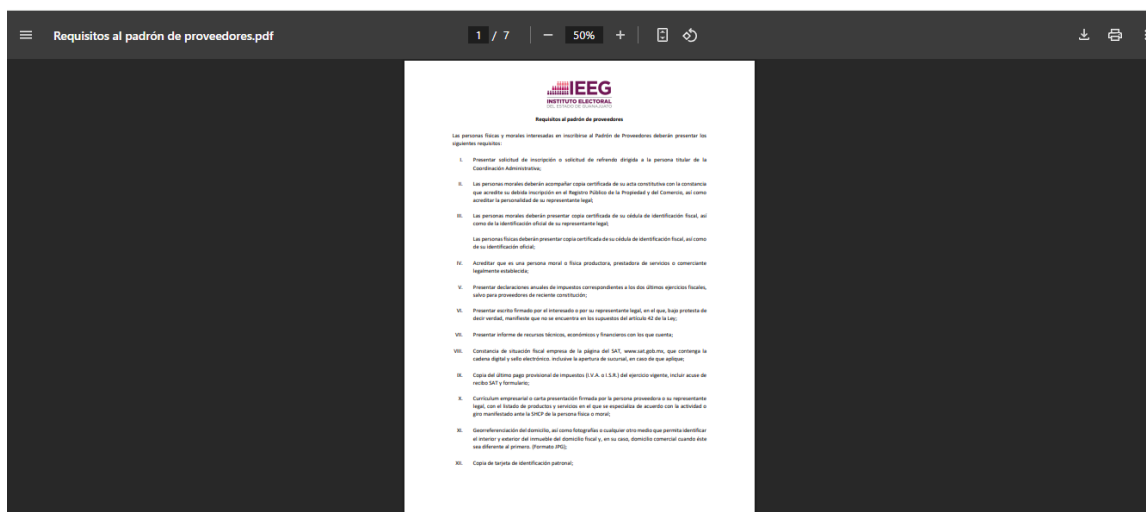 Requisitos al padrón de proveedores.pdf
1 / 7
50%
IEEG
INSTITUTO ELECTORAL
DEL ESTADO DE GUANAJUATO
Requisitos al padrón de proveedores
Las personas físicas y morales interesadas en inscribirse al Padrón de Proveedores deberán presentar los
siguientes requisitos:
I. Presentar solicitud de inscripción o solicitud de refrendo dirigida a la persona titular de la
Coordinación Administrativa;
II. Las personas morales deberán acompañar copia certificada de su acta constitutiva con la constancia
que acredite su debida inscripción en el Registro Público de la Propiedad y del Comercio, así como
acreditar la personalidad de su representante legal;
III. Las personas morales deberán presentar copia certificada de su cédula de identificación fiscal, así
como de la identificación oficial de su representante legal;
Las personas físicas deberán presentar copia certificada de su cédula de identificación fiscal, así como
de su identificación oficial;
IV. Acreditar que es una persona moral o física productora, prestadora de servicios o comerciante
legalmente establecida;
V. Presentar declaraciones anuales de impuestos correspondientes a los dos últimos ejercicios fiscales,
salvo para proveedores de reciente constitución;
VI. Presentar escrito firmado por el interesado o por su representante legal, en el que, bajo protesta de
decir verdad, manifieste que no se encuentra en los supuestos del artículo 42 de la Ley;
VII. Presentar informe de recursos técnicos, económicos y financieros con los que cuenta;
VIII. Constancia de situación fiscal empresa de la página del SAT, www.sat.gob.mx, que contenga la
cadena digital y sello electrónico. inclusive la apertura de sucursal, en caso de que aplique;
IX. Copia del último pago provisional de impuestos (I.V.A. o I.S.R.) del ejercicio vigente, incluir acuse de
recibo SAT y formulario;
X. Currículum empresarial o carta presentación firmada por la persona proveedora o su representante
legal, con el listado de productos y servicios en el que se especializa de acuerdo con la actividad o
giro manifestado ante la SHCP de la persona física o moral;
XI. Georreferenciación del domicilio, así como fotografías o cualquier otro medio que permita identificar
el interior y exterior del inmueble del domicilio fiscal y, en su caso, domicilio comercial cuando éste
sea diferente al primero. (Formato JPG);
XII. Copia de tarjeta de identificación patronal;